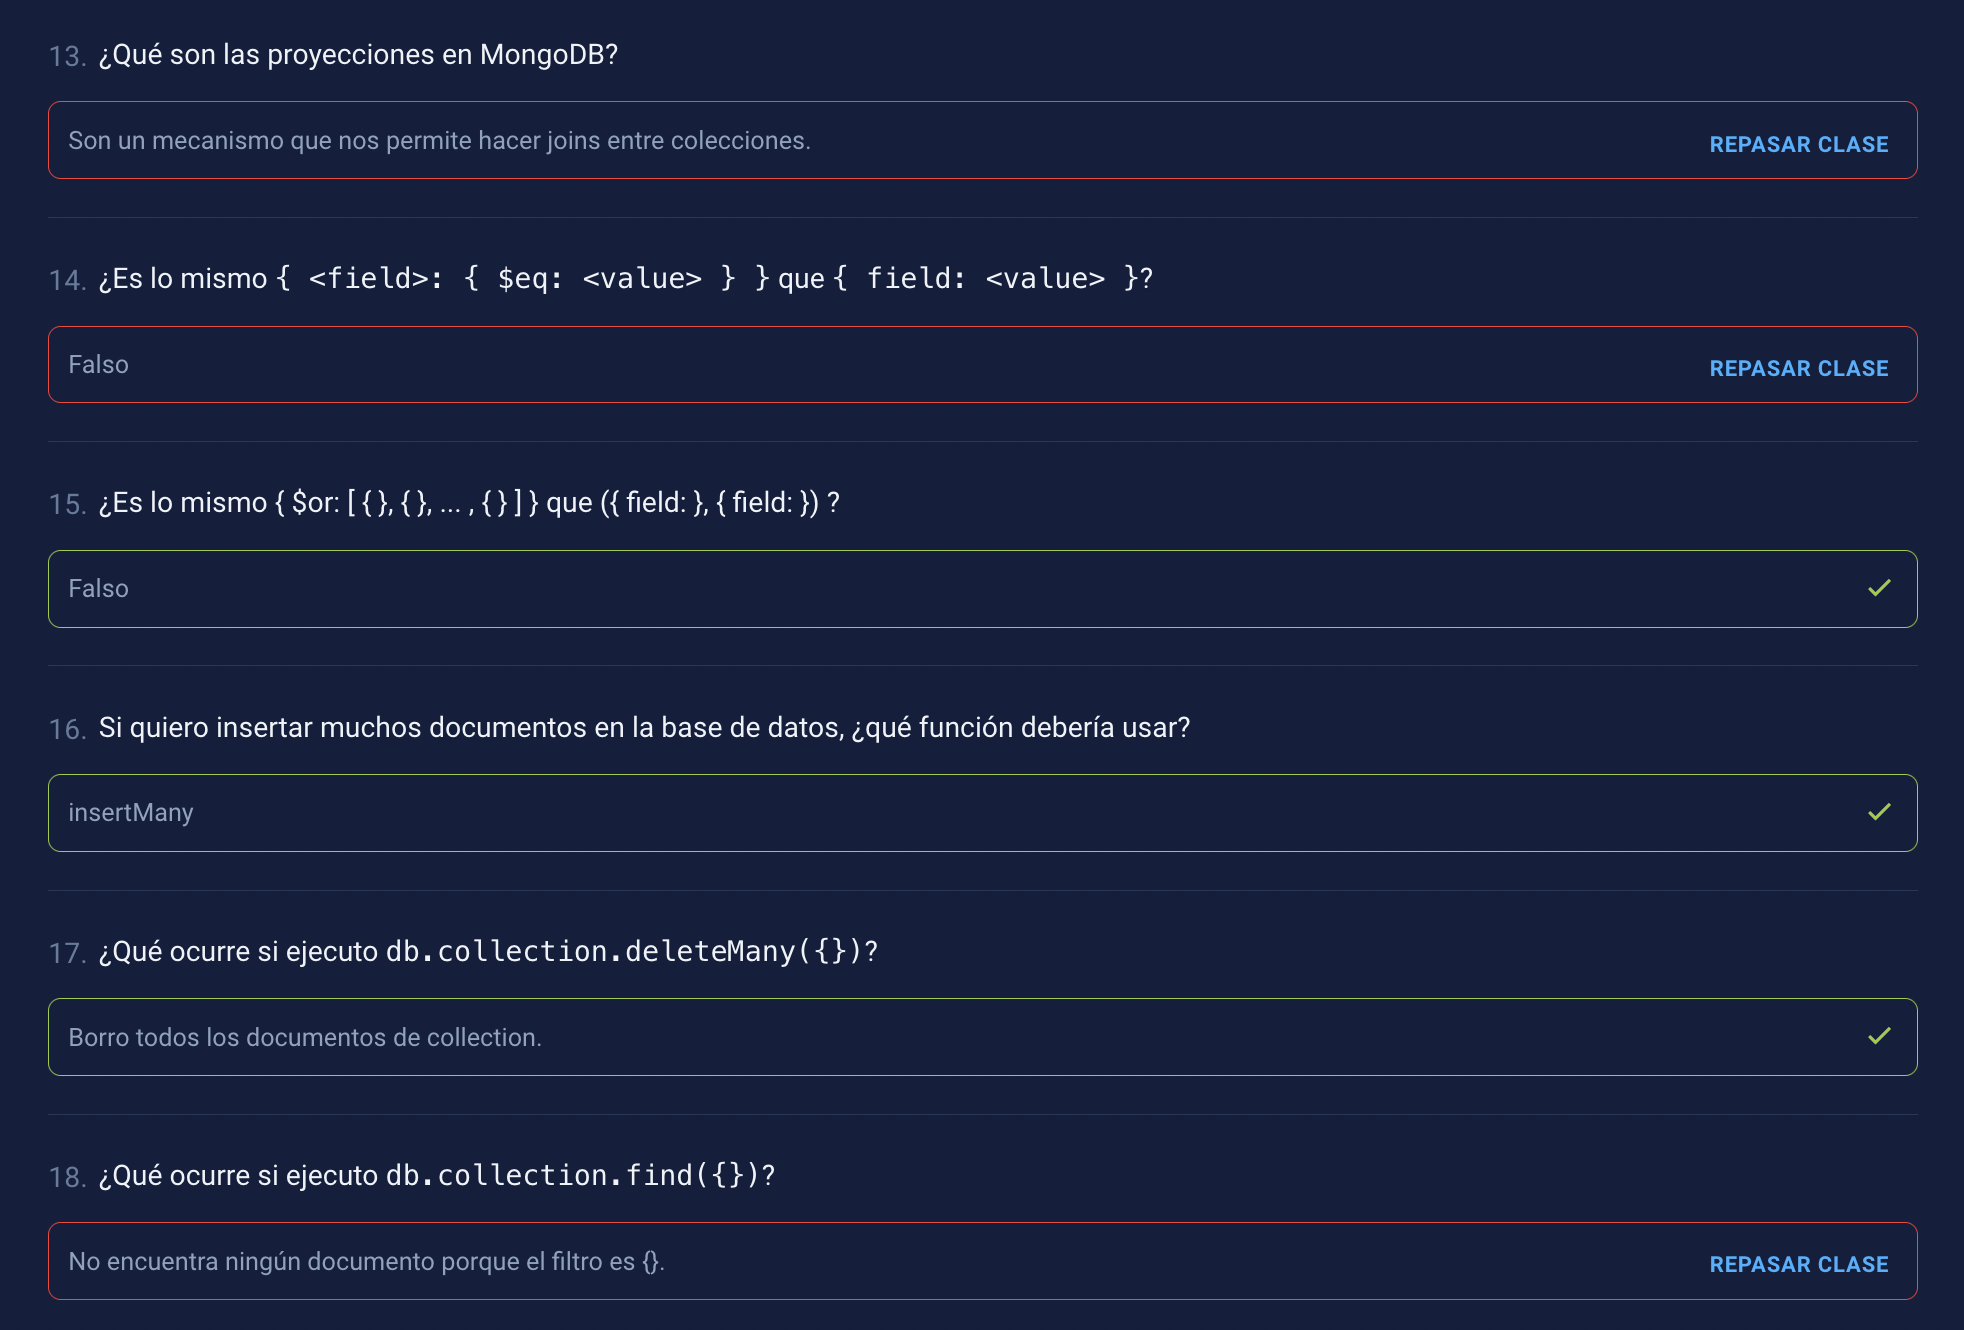 13. ¿Qué son las proyecciones en MongoDB?
Son un mecanismo que nos permite hacer joins entre colecciones.
REPASAR CLASE
14. ¿Es lo mismo { <field>: { $eq: <value> } } que { field: <value> }?
Falso
REPASAR CLASE
15. ¿Es lo mismo { $or: [ { }, { }, ... , { } ] } que ({ field: }, { field: }) ?
Falso
16. Si quiero insertar muchos documentos en la base de datos, ¿qué función debería usar?
insertMany
17. ¿Qué ocurre si ejecuto db.collection.deleteMany({})?
Borro todos los documentos de collection.
18. ¿Qué ocurre si ejecuto db.collection.find({})?
No encuentra ningún documento porque el filtro es {}.
REPASAR CLASE